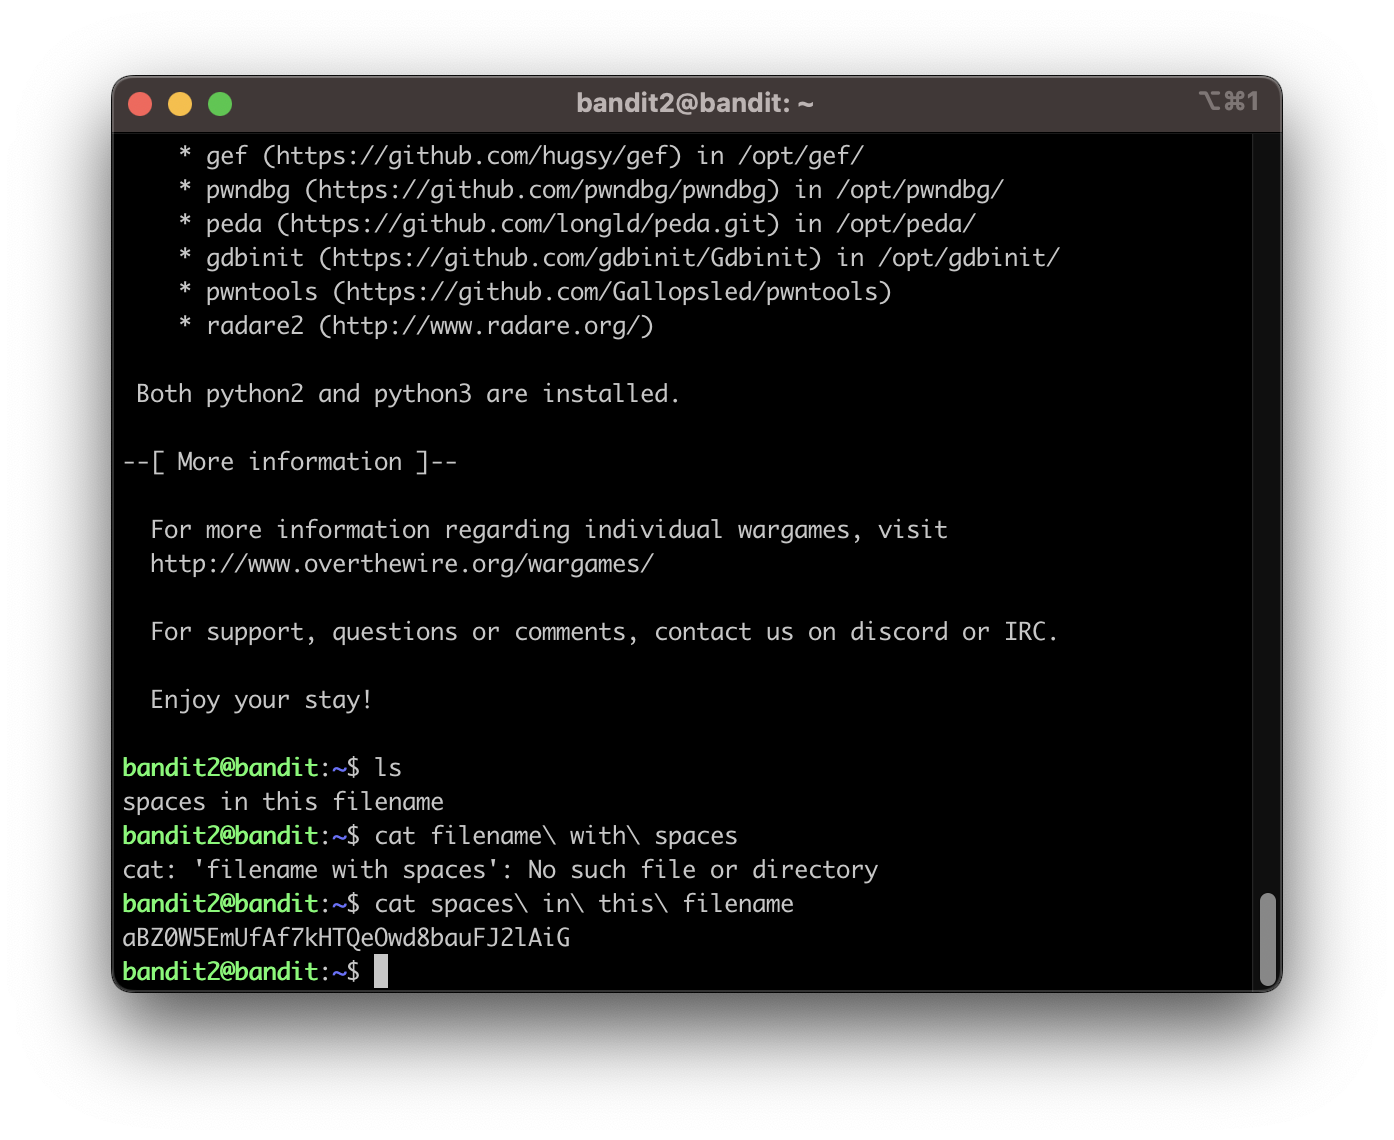 bandit2@bandit: ~
⌥⌘1
* gef (https://github.com/hugsy/gef) in /opt/gef/
* pwndbg (https://github.com/pwndbg/pwndbg) in /opt/pwndbg/
* peda (https://github.com/longld/peda.git) in /opt/peda/
* gdbinit (https://github.com/gdbinit/Gdbinit) in /opt/gdbinit/
* pwntools (https://github.com/Gallopsled/pwntools)
* radare2 (http://www.radare.org/)
Both python2 and python3 are installed.
--[ More information ]--
For more information regarding individual wargames, visit
http://www.overthewire.org/wargames/
For support, questions or comments, contact us on discord or IRC.
Enjoy your stay!
bandit2@bandit:~$ ls
spaces in this filename
bandit2@bandit:~$ cat filename\ with\ spaces
cat: 'filename with spaces': No such file or directory
bandit2@bandit:~$ cat spaces\ in\ this\ filename
aBZ0W5EmUfAf7kHTQeOwd8bauFJ2lAiG
bandit2@bandit:~$